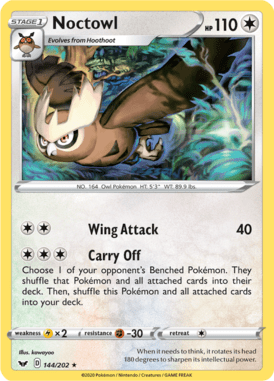 STAGE 1 Noctowl HP 110
Evolves from Hoothoot
NO. 164 Owl Pokémon HT: 5'3" WT: 89.9 lbs.
Wing Attack 40
Carry Off
Choose 1 of your opponent's Benched Pokémon. They
shuffle that Pokémon and all attached cards into
their deck. Then, shuffle this Pokémon and all attached
cards into your deck.
weakness ×2 resistance -30 retreat
Illus. kawayoo
D 144/202 ★
©2020 Pokémon / Nintendo / Creatures / GAME FREAK
When it needs to think, it rotates its head
180 degrees to sharpen its intellectual power.